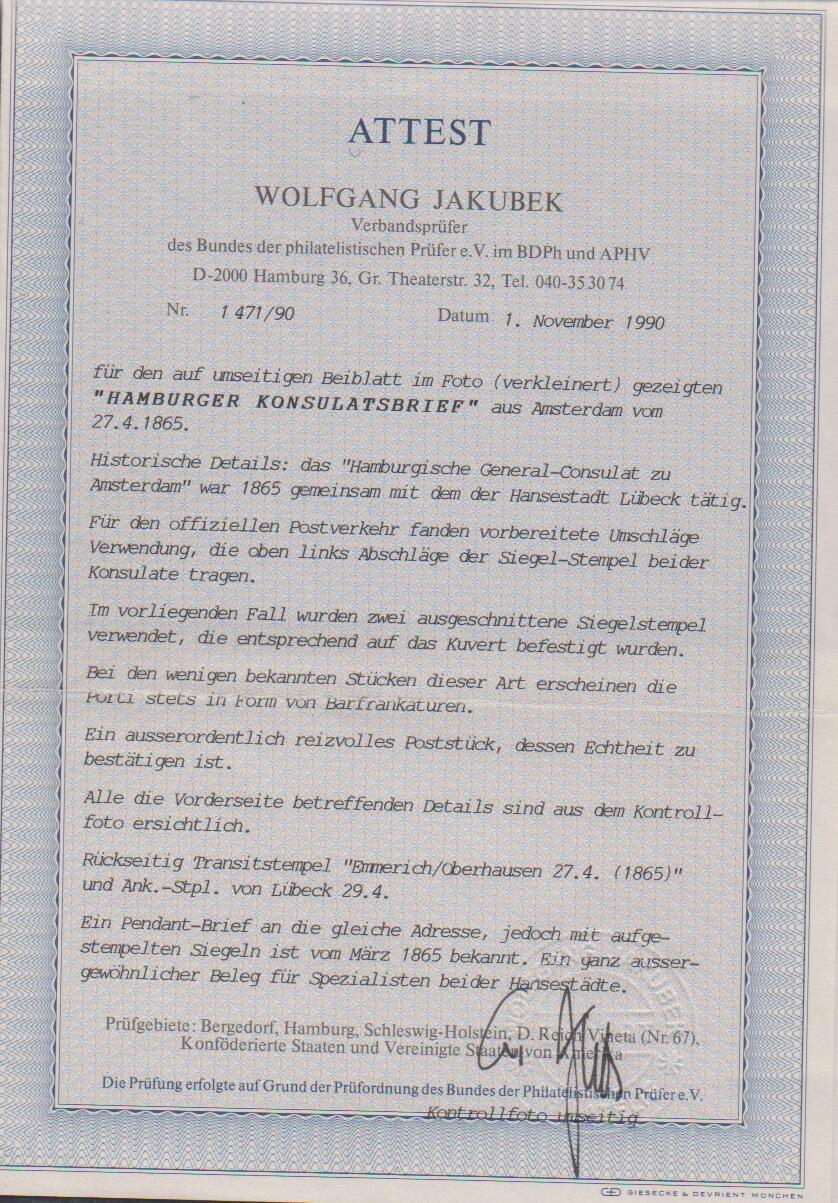 ATTEST
WOLFGANG JAKUBEK
Verbandsprüfer
des Bundes der philatelistischen Prüfer e.V. im BDPh und APHV
D-2000 Hamburg 36, Gr. Theaterstr. 32, Tel. 040-35 30 74
Nr. 1 471/90 Datum 1. November 1990
für den auf umseitigen Beiblatt im Foto (verkleinert) gezeigten
"HAMBURGER KONSULATSBRIEF" aus Amsterdam vom
27.4.1865.
Historische Details: das "Hamburgische General-Consulat zu
Amsterdam" war 1865 gemeinsam mit dem der Hansestadt Lübeck tätig.
Für den offiziellen Postverkehr fanden vorbereitete Umschläge
Verwendung, die oben links Abschläge der Siegel-Stempel beider
Konsulate tragen.
Im vorliegenden Fall wurden zwei ausgeschnittene Siegelstempel
verwendet, die entsprechend auf das Kuvert befestigt wurden.
Bei den wenigen bekannten Stücken dieser Art erscheinen die
Porti stets in Form von Barfrankaturen.
Ein ausserordentlich reizvolles Poststück, dessen Echtheit zu
bestätigen ist.
Alle die Vorderseite betreffenden Details sind aus dem Kontroll-
foto ersichtlich.
Rückseitig Transitstempel "Emmerich/Oberhausen 27.4. (1865)"
und Ank.-Stpl. von Lübeck 29.4.
Ein Pendant-Brief an die gleiche Adresse, jedoch mit aufge-
stempelten Siegeln ist vom März 1865 bekannt. Ein ganz ausser-
gewöhnlicher Beleg für Spezialisten beider Hansestädte.
Prüfgebiete: Bergedorf, Hamburg, Schleswig-Holstein, D. Reich Vineta (Nr. 67),
Konföderierte Staaten und Vereinigte Staaten von Amerika
Die Prüfung erfolgte auf Grund der Prüfordnung des Bundes der Philatelistischen Prüfer e.V.
Kontrollfoto umseitig
GIESECKE & DEVRIENT MÜNCHEN